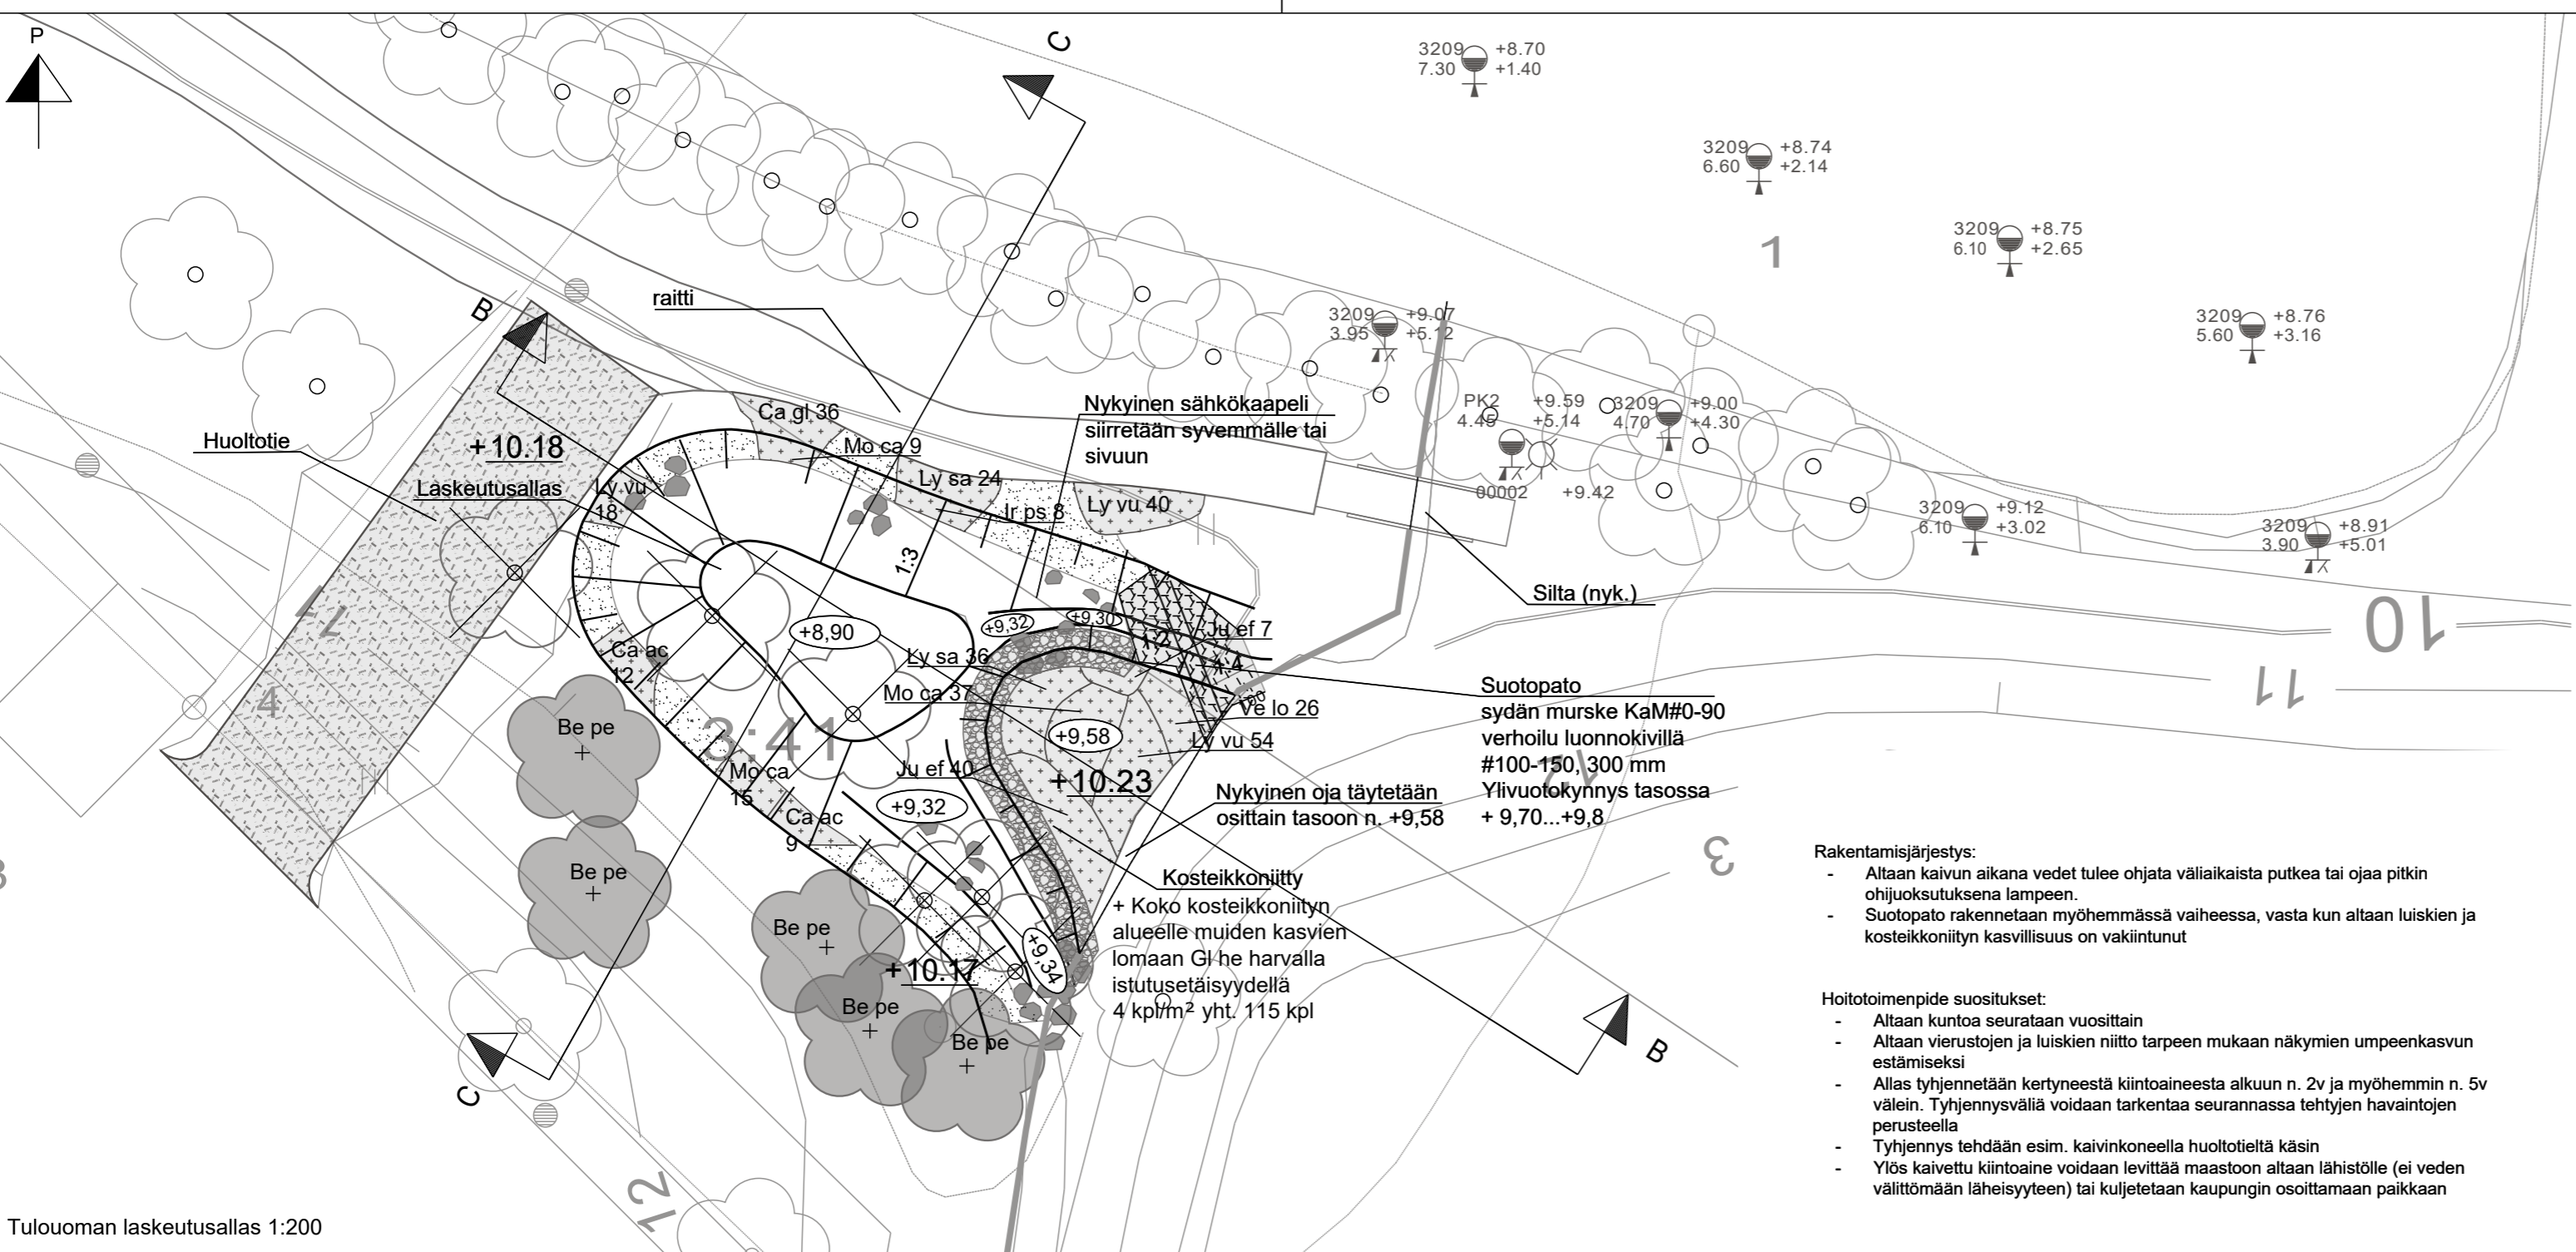 P
C
3209 +8.70
7.30 +1.40
3209 +8.74
6.60 +2.14
3209 +8.75
6.10 +2.65
3209 +8.76
5.60 +3.16
1
B
raitti
3209 +9.07
3.95 +5.12
Huoltotie
+10.18
Laskeutusallas
Ca gl 36
Mo ca 9
Ly sa 24
Ir ps 8
Ly vu 40
Ly vu
18
Nykyinen sähkökaapeli
siirretään syvemmälle tai
sivuun
PK2 +9.59
4.45 +5.14
00002 +9.42
3209 +9.00
4.70 +4.30
3209 +9.12
6.10 +3.02
3209 +8.91
3.90 +5.01
1:3
Silta (nyk.)
10
11
12
3
+8,90
+9,32
+9,30
1:2
Ju ef 7
1:4
Ly sa 36
Mo ca 37
Ve lo 26
Ly vu 54
+9,58
Ca ac
12
77
4
3:41
Be pe
Mo ca
15
Ju ef 40
+10.23
+9,32
Ca ac
9
Suotopato
sydän murske KaM#0-90
verhoilu luonnokivillä
#100-150, 300 mm
Ylivuotokynnys tasossa
+ 9,70...+9,8
Nykyinen oja täytetään
osittain tasoon n. +9,58
Be pe
Be pe
+10.17
+9,34
Be pe
Be pe
Kosteikkoniitty
+ Koko kosteikkoniityn
alueelle muiden kasvien
lomaan Gl he harvalla
istutusetäisyydellä
4 kpl/m² yht. 115 kpl
B
C
12
Rakentamisjärjestys:
- Altaan kaivun aikana vedet tulee ohjata väliaikaista putkea tai ojaa pitkin
ohijuoksutuksena lampeen.
- Suotopato rakennetaan myöhemmässä vaiheessa, vasta kun altaan luiskien ja
kosteikkoniityn kasvillisuus on vakiintunut
Hoitotoimenpide suositukset:
- Altaan kuntoa seurataan vuosittain
- Altaan vierustojen ja luiskien niitto tarpeen mukaan näkymien umpeenkasvun
estämiseksi
- Allas tyhjennetään kertyneestä kiintoaineesta alkuun n. 2v ja myöhemmin n. 5v
välein. Tyhjennysväliä voidaan tarkentaa seurannassa tehtyjen havaintojen
perusteella
- Tyhjennys tehdään esim. kaivinkoneella huoltotieltä käsin
- Ylös kaivettu kiintoaine voidaan levittää maastoon altaan lähistölle (ei veden
välittömään läheisyyteen) tai kuljetetaan kaupungin osoittamaan paikkaan
Tulouoman laskeutusallas 1:200